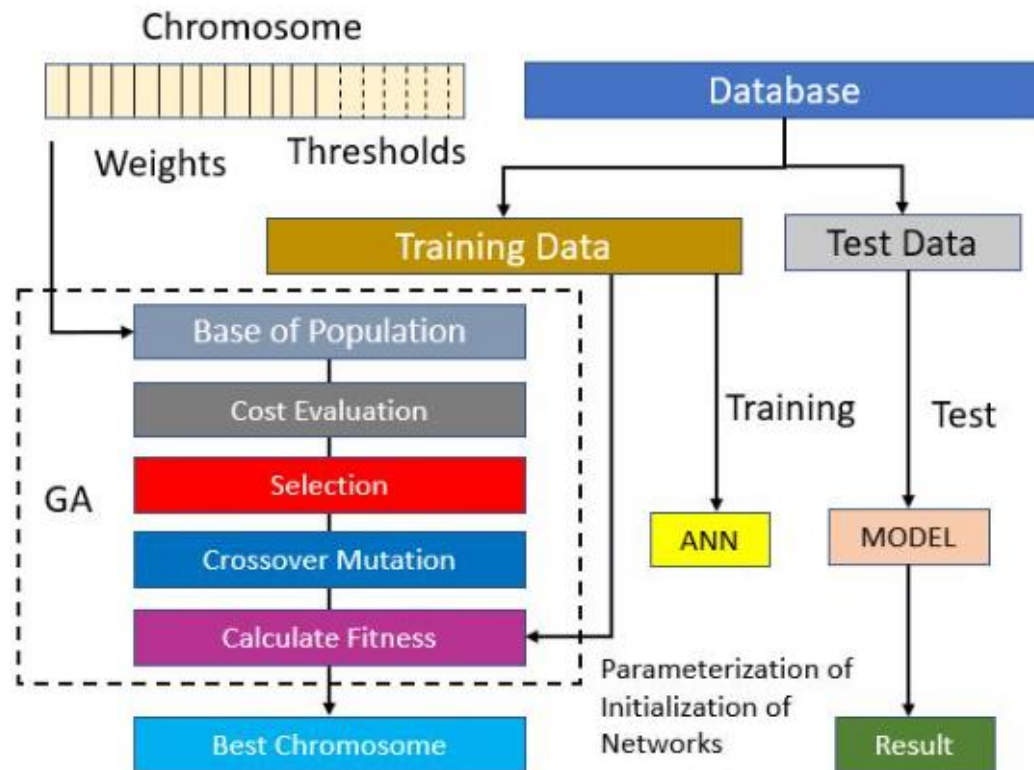 Chromosome
Database
Weights
Thresholds
Training Data
Test Data
Base of Population
Cost Evaluation
Training
Test
Selection
GA
ANN
MODEL
Crossover Mutation
Calculate Fitness
Parameterization of
Initialization of
Networks
Best Chromosome
Result